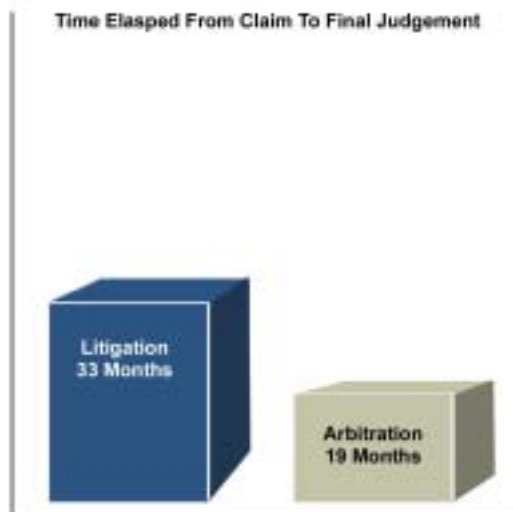 Time Elasped From Claim To Final Judgement
Litigation
33 Months
Arbitration
19 Months